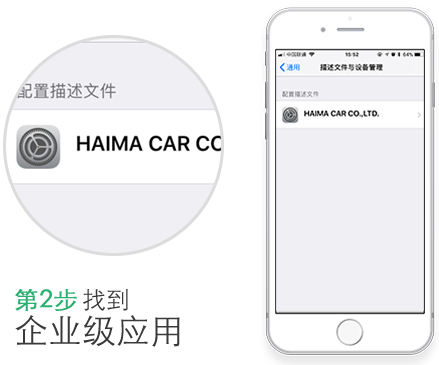 配置描述文件
HAIMA CAR CO
第2步 找到
企业级应用
中国联通 15:52 64%
通用 描述文件与设备管理
配置描述文件
HAIMA CAR CO.,LTD.